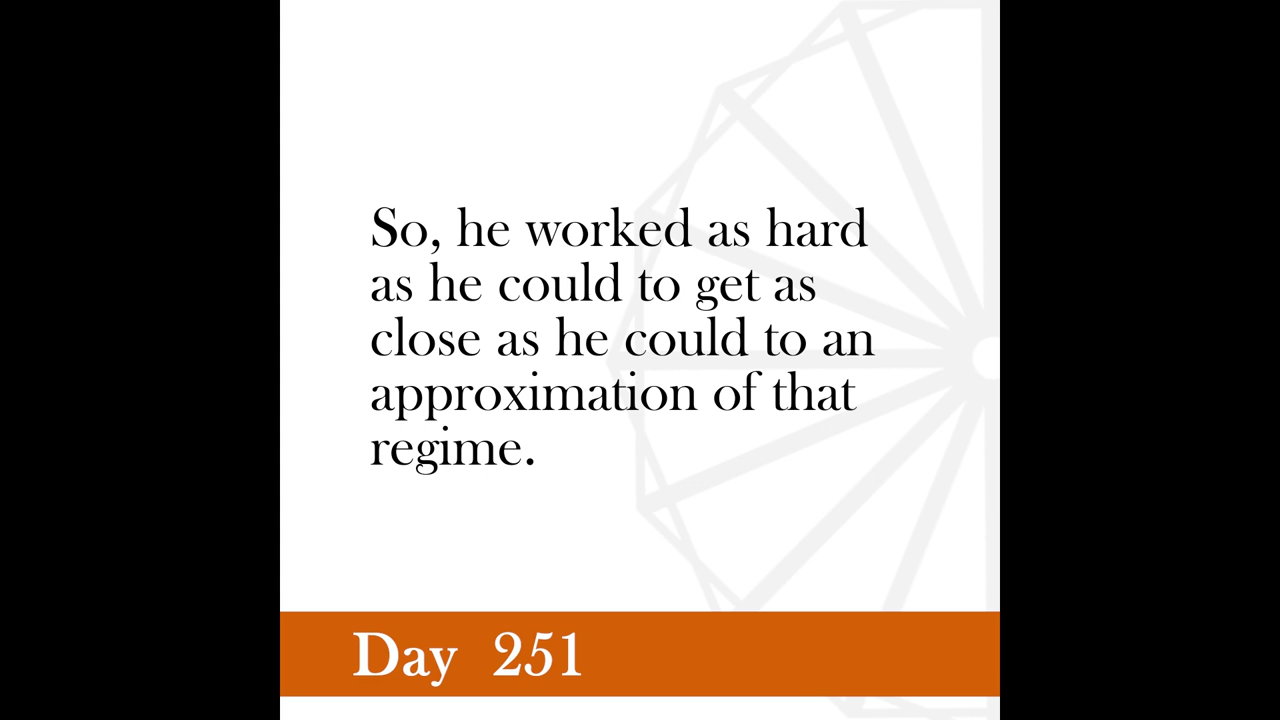 So, he worked as hard
as he could to get as
close as he could to an
approximation of that
regime.
Day 251